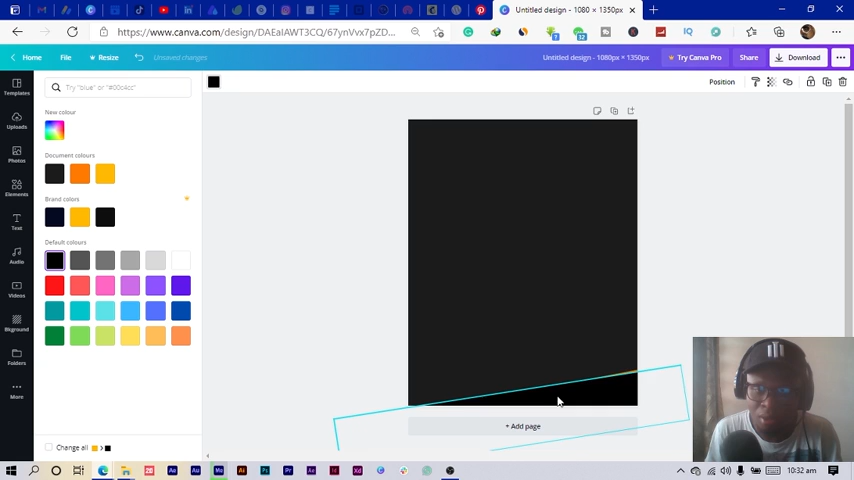 Untitled design - 1080 × 1350px
https://www.canva.com/design/DAEaIAWT3CQ/67ynVvx7pZD...
Home
File
Resize
Unsaved changes
Untitled design - 1080px × 1350px
Try Canva Pro
Share
Download
Templates
Uploads
Photos
Elements
Text
Audio
Videos
Bkground
Folders
More
Try "blue" or "#00c4cc"
New colour
Document colours
Brand colors
Default colours
Change all
Position
+ Add page
10:32 am